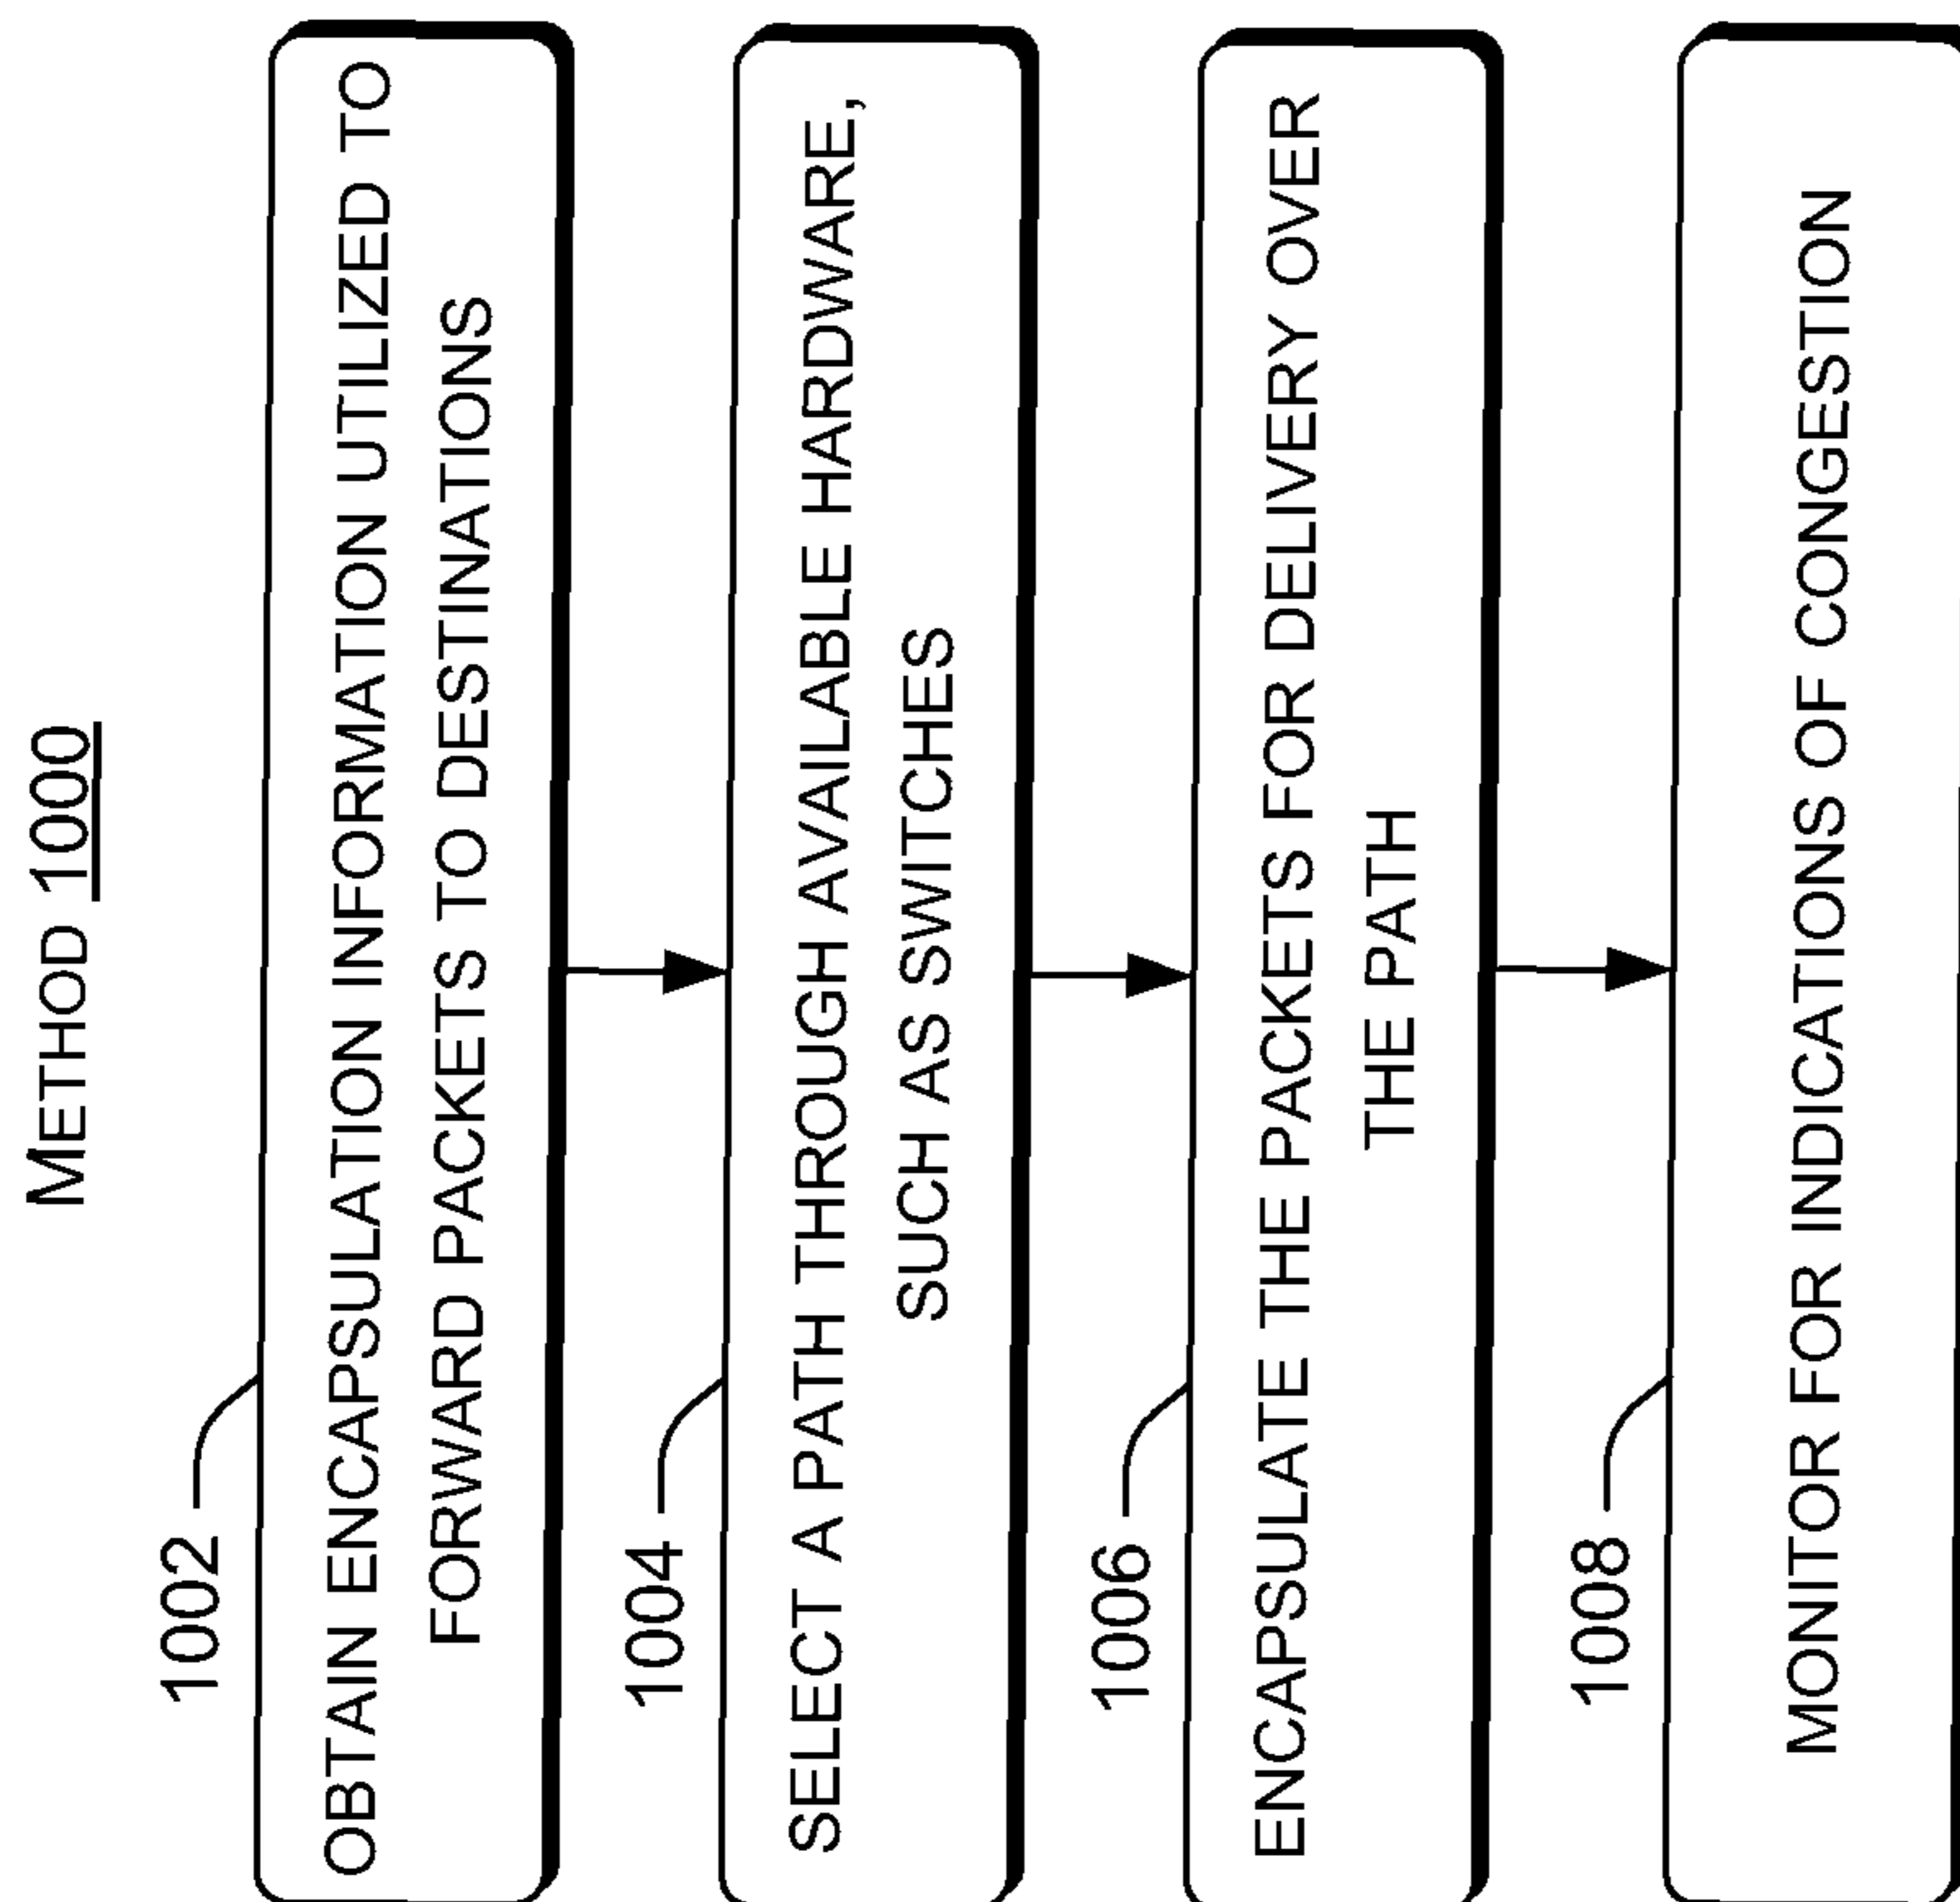 METHOD 1000
1002
OBTAIN ENCAPSULATION INFORMATION UTILIZED TO
FORWARD PACKETS TO DESTINATIONS
1004
SELECT A PATH THROUGH AVAILABLE HARDWARE,
SUCH AS SWITCHES
1006
ENCAPSULATE THE PACKETS FOR DELIVERY OVER
THE PATH
1008
MONITOR FOR INDICATIONS OF CONGESTION